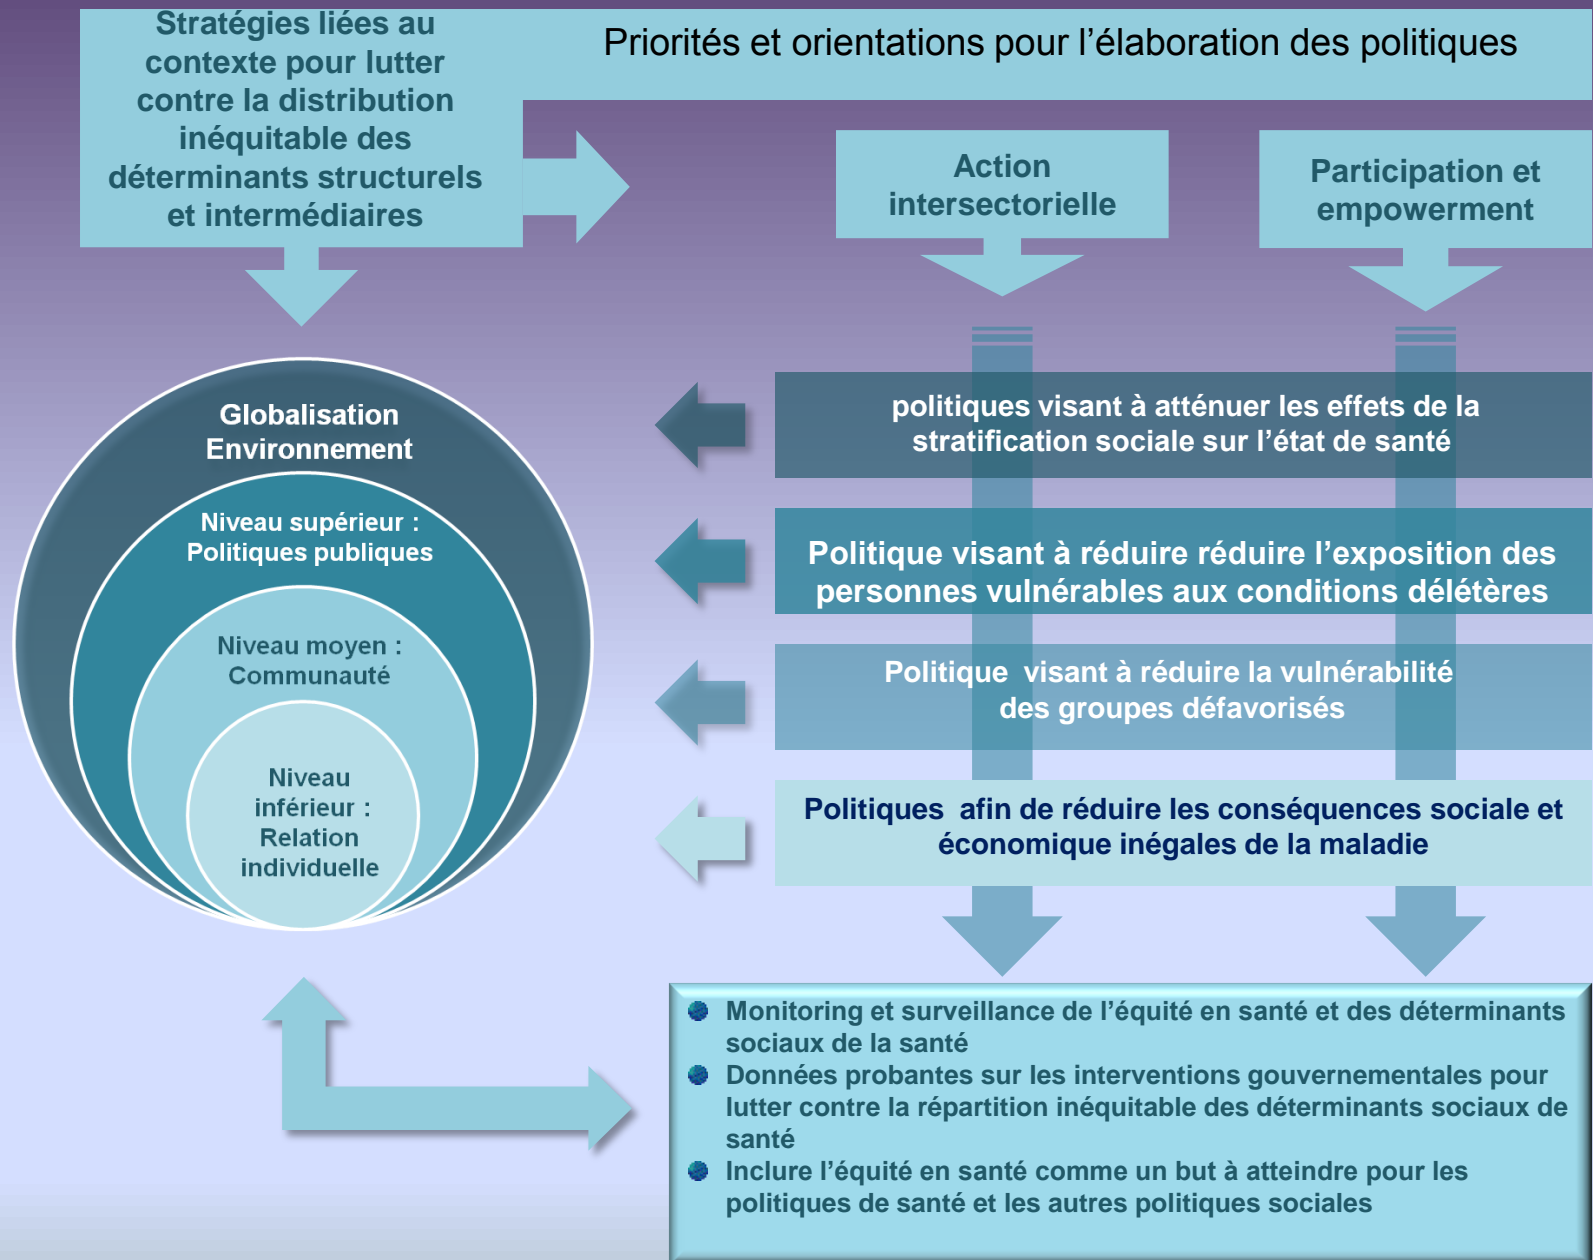 Stratégies liées au
contexte pour lutter
contre la distribution
inéquitable des
déterminants structurels
et intermédiaires
Priorités et orientations pour l’élaboration des politiques
Action
intersectorielle
Participation et
empowerment
Globalisation
Environnement
Niveau supérieur :
Politiques publiques
Niveau moyen :
Communauté
Niveau
inférieur :
Relation
individuelle
politiques visant à atténuer les effets de la
stratification sociale sur l’état de santé
Politique visant à réduire réduire l’exposition des
personnes vulnérables aux conditions délétères
Politique visant à réduire la vulnérabilité
des groupes défavorisés
Politiques afin de réduire les conséquences sociale et
économique inégales de la maladie
Monitoring et surveillance de l’équité en santé et des déterminants
sociaux de la santé
Données probantes sur les interventions gouvernementales pour
lutter contre la répartition inéquitable des déterminants sociaux de
santé
Inclure l’équité en santé comme un but à atteindre pour les
politiques de santé et les autres politiques sociales